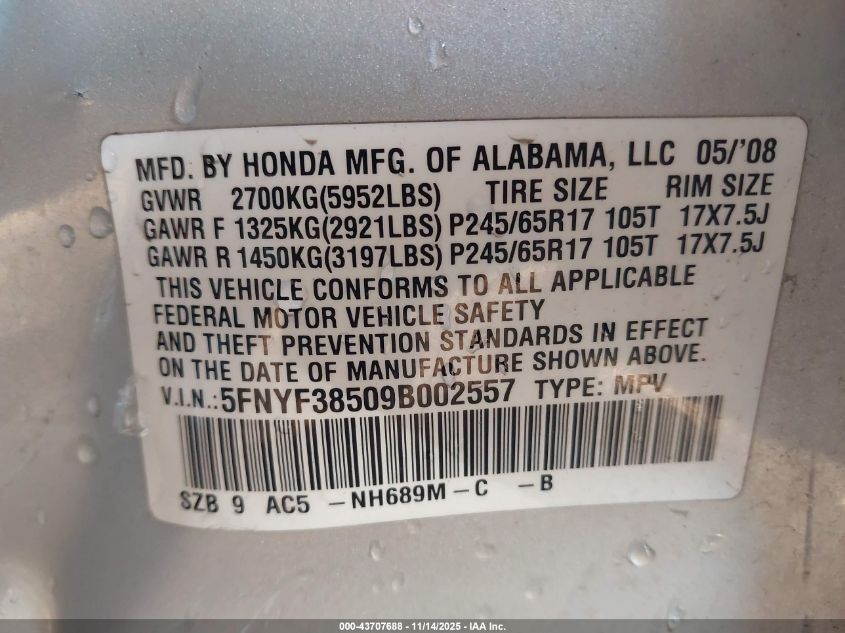 MFD. BY HONDA MFG. OF ALABAMA, LLC 05/'08
GVWR 2700KG(5952LBS) TIRE SIZE RIM SIZE
GAWR F 1325KG(2921LBS) P245/65R17 105T 17X7.5J
GAWR R 1450KG(3197LBS) P245/65R17 105T 17X7.5J
THIS VEHICLE CONFORMS TO ALL APPLICABLE
FEDERAL MOTOR VEHICLE SAFETY
AND THEFT PREVENTION STANDARDS IN EFFECT
ON THE DATE OF MANUFACTURE SHOWN ABOVE.
V.I.N.:5FNYF38509B002557 TYPE: MPV
SZB 9 AC5 -NH689M-C -B
000-43707688 - 11/14/2025 - IAA Inc.